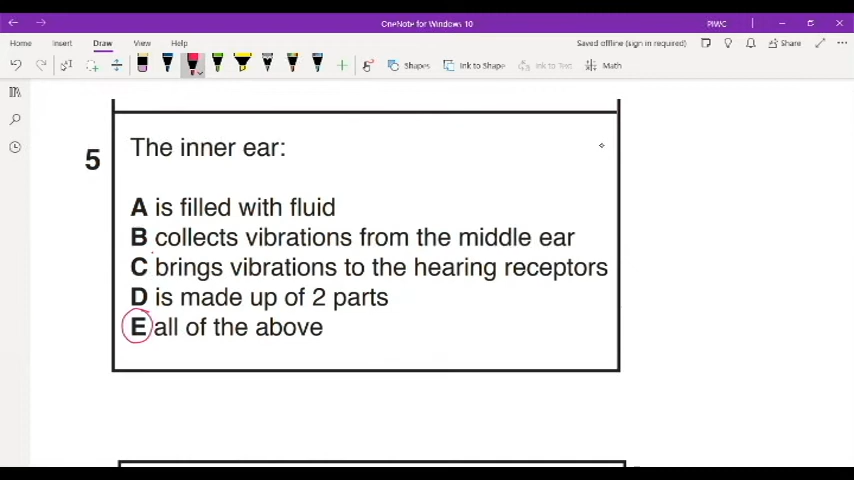 OneNote for Windows 10
PIWC
Home Insert Draw View Help
Saved offline (sign in required)
Share
Shapes
Ink to Shape
Ink to Text
Math
5
The inner ear:
A is filled with fluid
B collects vibrations from the middle ear
C brings vibrations to the hearing receptors
D is made up of 2 parts
E all of the above